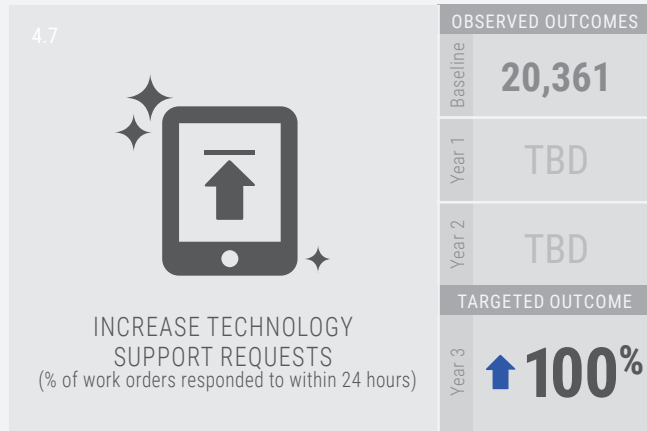 4.7
INCREASE TECHNOLOGY
SUPPORT REQUESTS
(% of work orders responded to within 24 hours)
OBSERVED OUTCOMES
Baseline
20,361
Year 1
TBD
Year 2
TBD
TARGETED OUTCOME
Year 3
100%